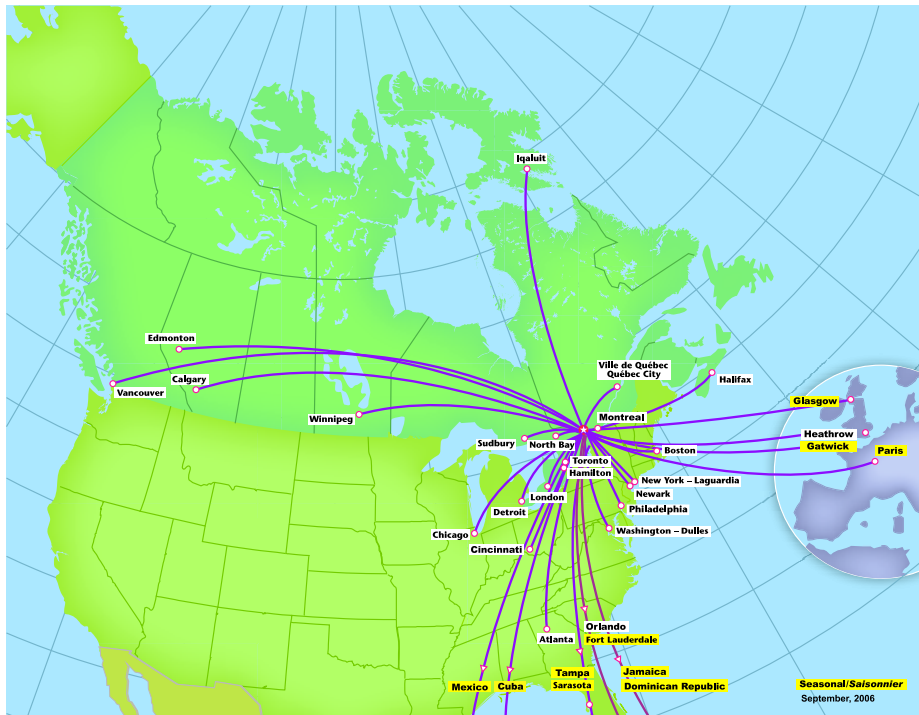 Iqaluit
Edmonton
Vancouver
Calgary
Winnipeg
Ville de Québec
Québec City
Halifax
Montreal
Glasgow
Heathrow
Gatwick
Paris
Sudbury
North Bay
Boston
Toronto
Hamilton
New York – Laguardia
Newark
London
Detroit
Philadelphia
Chicago
Washington – Dulles
Cincinnati
Orlando
Fort Lauderdale
Atlanta
Tampa
Sarasota
Jamaica
Dominican Republic
Mexico
Cuba
Seasonal/Saisonnier
September, 2006